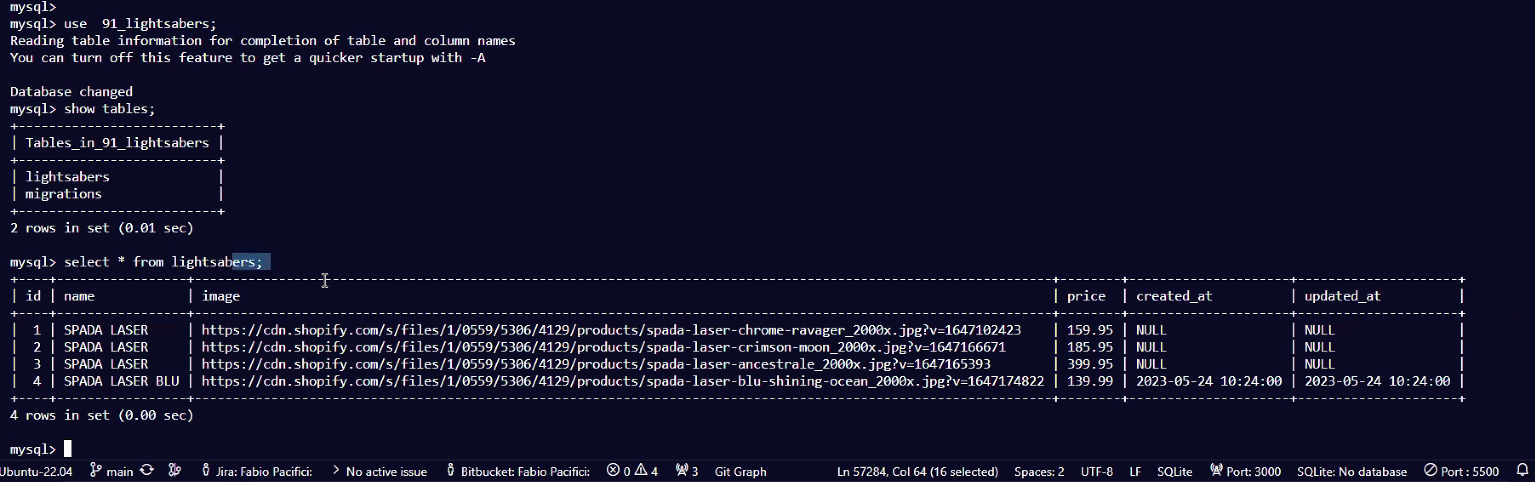 mysql>
mysql> use  91_lightsabers;
Reading table information for completion of table and column names
You can turn off this feature to get a quicker startup with -A
Database changed
mysql> show tables;
+--------------------------+
| Tables_in_91_lightsabers |
+--------------------------+
| lightsabers              |
| migrations               |
+--------------------------+
2 rows in set (0.01 sec)
mysql> select * from lightsabers;
+----+-----------------+---------------------------------------------------------------------------------------------------------------+--------+---------------------+---------------------+
| id | name            | image                                                                                                         | price  | created_at          | updated_at          |
+----+-----------------+---------------------------------------------------------------------------------------------------------------+--------+---------------------+---------------------+
|  1 | SPADA LASER     | https://cdn.shopify.com/s/files/1/0559/5306/4129/products/spada-laser-chrome-ravager_2000x.jpg?v=1647102423   | 159.95 | NULL                | NULL                |
|  2 | SPADA LASER     | https://cdn.shopify.com/s/files/1/0559/5306/4129/products/spada-laser-crimson-moon_2000x.jpg?v=1647166671     | 185.95 | NULL                | NULL                |
|  3 | SPADA LASER     | https://cdn.shopify.com/s/files/1/0559/5306/4129/products/spada-laser-ancestrale_2000x.jpg?v=1647165393       | 399.95 | NULL                | NULL                |
|  4 | SPADA LASER BLU | https://cdn.shopify.com/s/files/1/0559/5306/4129/products/spada-laser-blu-shining-ocean_2000x.jpg?v=1647174822 | 139.99 | 2023-05-24 10:24:00 | 2023-05-24 10:24:00 |
+----+-----------------+---------------------------------------------------------------------------------------------------------------+--------+---------------------+---------------------+
4 rows in set (0.00 sec)
mysql>
Ubuntu-22.04 main Jira: Fabio Pacifici: > No active issue Bitbucket: Fabio Pacifici: 0 4 3 Git Graph Ln 57284, Col 64 (16 selected) Spaces: 2 UTF-8 LF SQLite Port: 3000 SQLite: No database Port : 5500